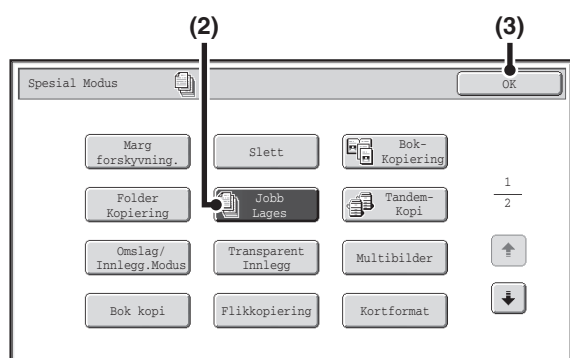 (2)
(3)
Spesial Modus
OK
Marg
forskyvning.
Slett
Bok-
Kopiering
Folder
Kopiering
Jobb
Lages
Tandem-
Kopi
1
2
Omslag/
Innlegg.Modus
Transparent
Innlegg
Multibilder
Bok kopi
Flikkopiering
Kortformat